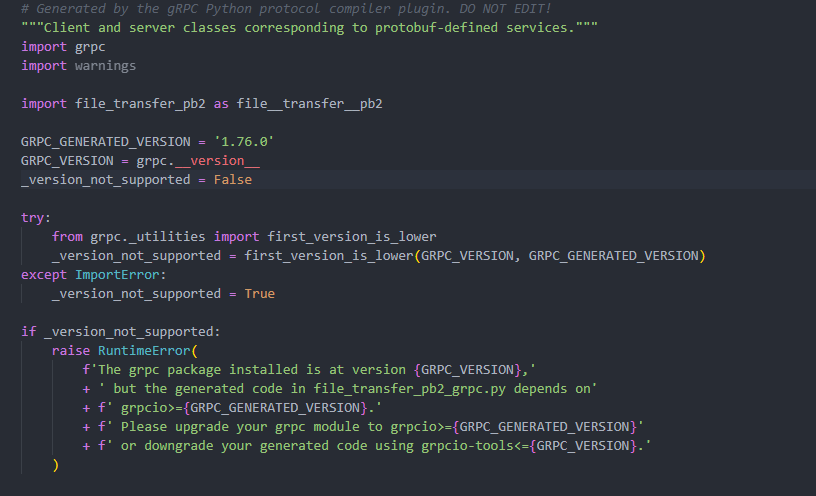 # Generated by the gRPC Python protocol compiler plugin. DO NOT EDIT!
"""Client and server classes corresponding to protobuf-defined services."""
import grpc
import warnings

import file_transfer_pb2 as file__transfer__pb2

GRPC_GENERATED_VERSION = '1.76.0'
GRPC_VERSION = grpc.__version__
_version_not_supported = False

try:
    from grpc._utilities import first_version_is_lower
    _version_not_supported = first_version_is_lower(GRPC_VERSION, GRPC_GENERATED_VERSION)
except ImportError:
    _version_not_supported = True

if _version_not_supported:
    raise RuntimeError(
        f'The grpc package installed is at version {GRPC_VERSION},'
        + ' but the generated code in file_transfer_pb2_grpc.py depends on'
        + f' grpcio>={GRPC_GENERATED_VERSION}.'
        + f' Please upgrade your grpc module to grpcio>={GRPC_GENERATED_VERSION}'
        + f' or downgrade your generated code using grpcio-tools<={GRPC_VERSION}.'
    )